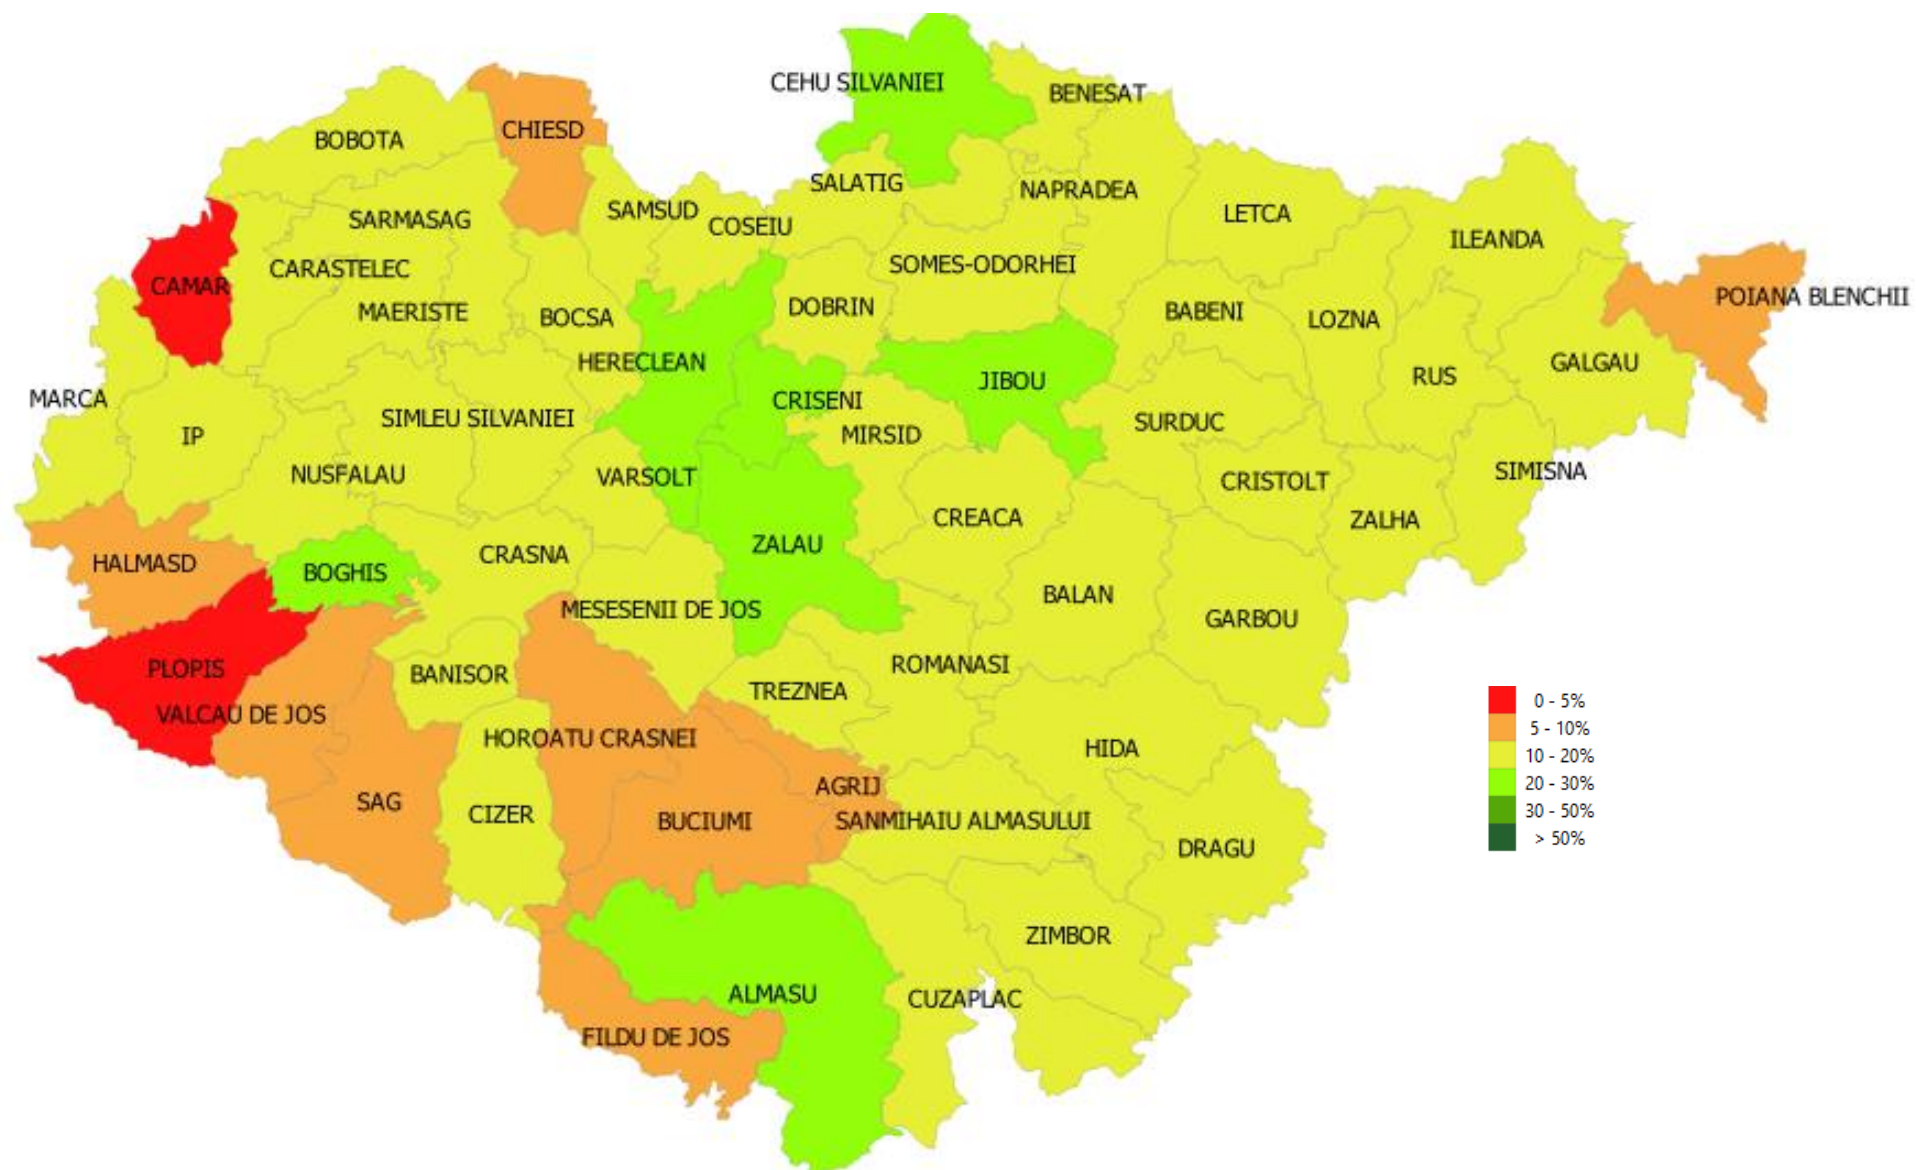 CEHU SILVANIEI
BENESAT
CHIESD
BOBOTA
SALATIG
NAPRADEA
SAMSUD
LETCA
SARMASAG
COSEIU
ILEANDA
CARASTELEC
SOMES-ODORHEI
CAMAR
POIANA BLENCHII
MAERISTE
BOCSA
DOBRIN
BABENI
LOZNA
HERECLEAN
GALGAU
JIBOU
RUS
MARCA
CRISENI
SIMLEU SILVANIEI
SURDUC
IP
MIRSID
NUSFALAU
VARSOLT
SIMISNA
CRISTOLT
CREACA
ZALHA
ZALAU
CRASNA
HALMASD
BOGHIS
BALAN
MESESENII DE JOS
GARBOU
PLOPIS
ROMANASI
BANISOR
TREZNEA
VALCAU DE JOS
HOROATU CRASNEI
HIDA
AGRIJ
SAG
CIZER
BUCIUMI
SANMIHAIU ALMASULUI
DRAGU
ZIMBOR
ALMASU
CUZAPLAC
FILDU DE JOS
0 - 5%
5 - 10%
10 - 20%
20 - 30%
30 - 50%
> 50%